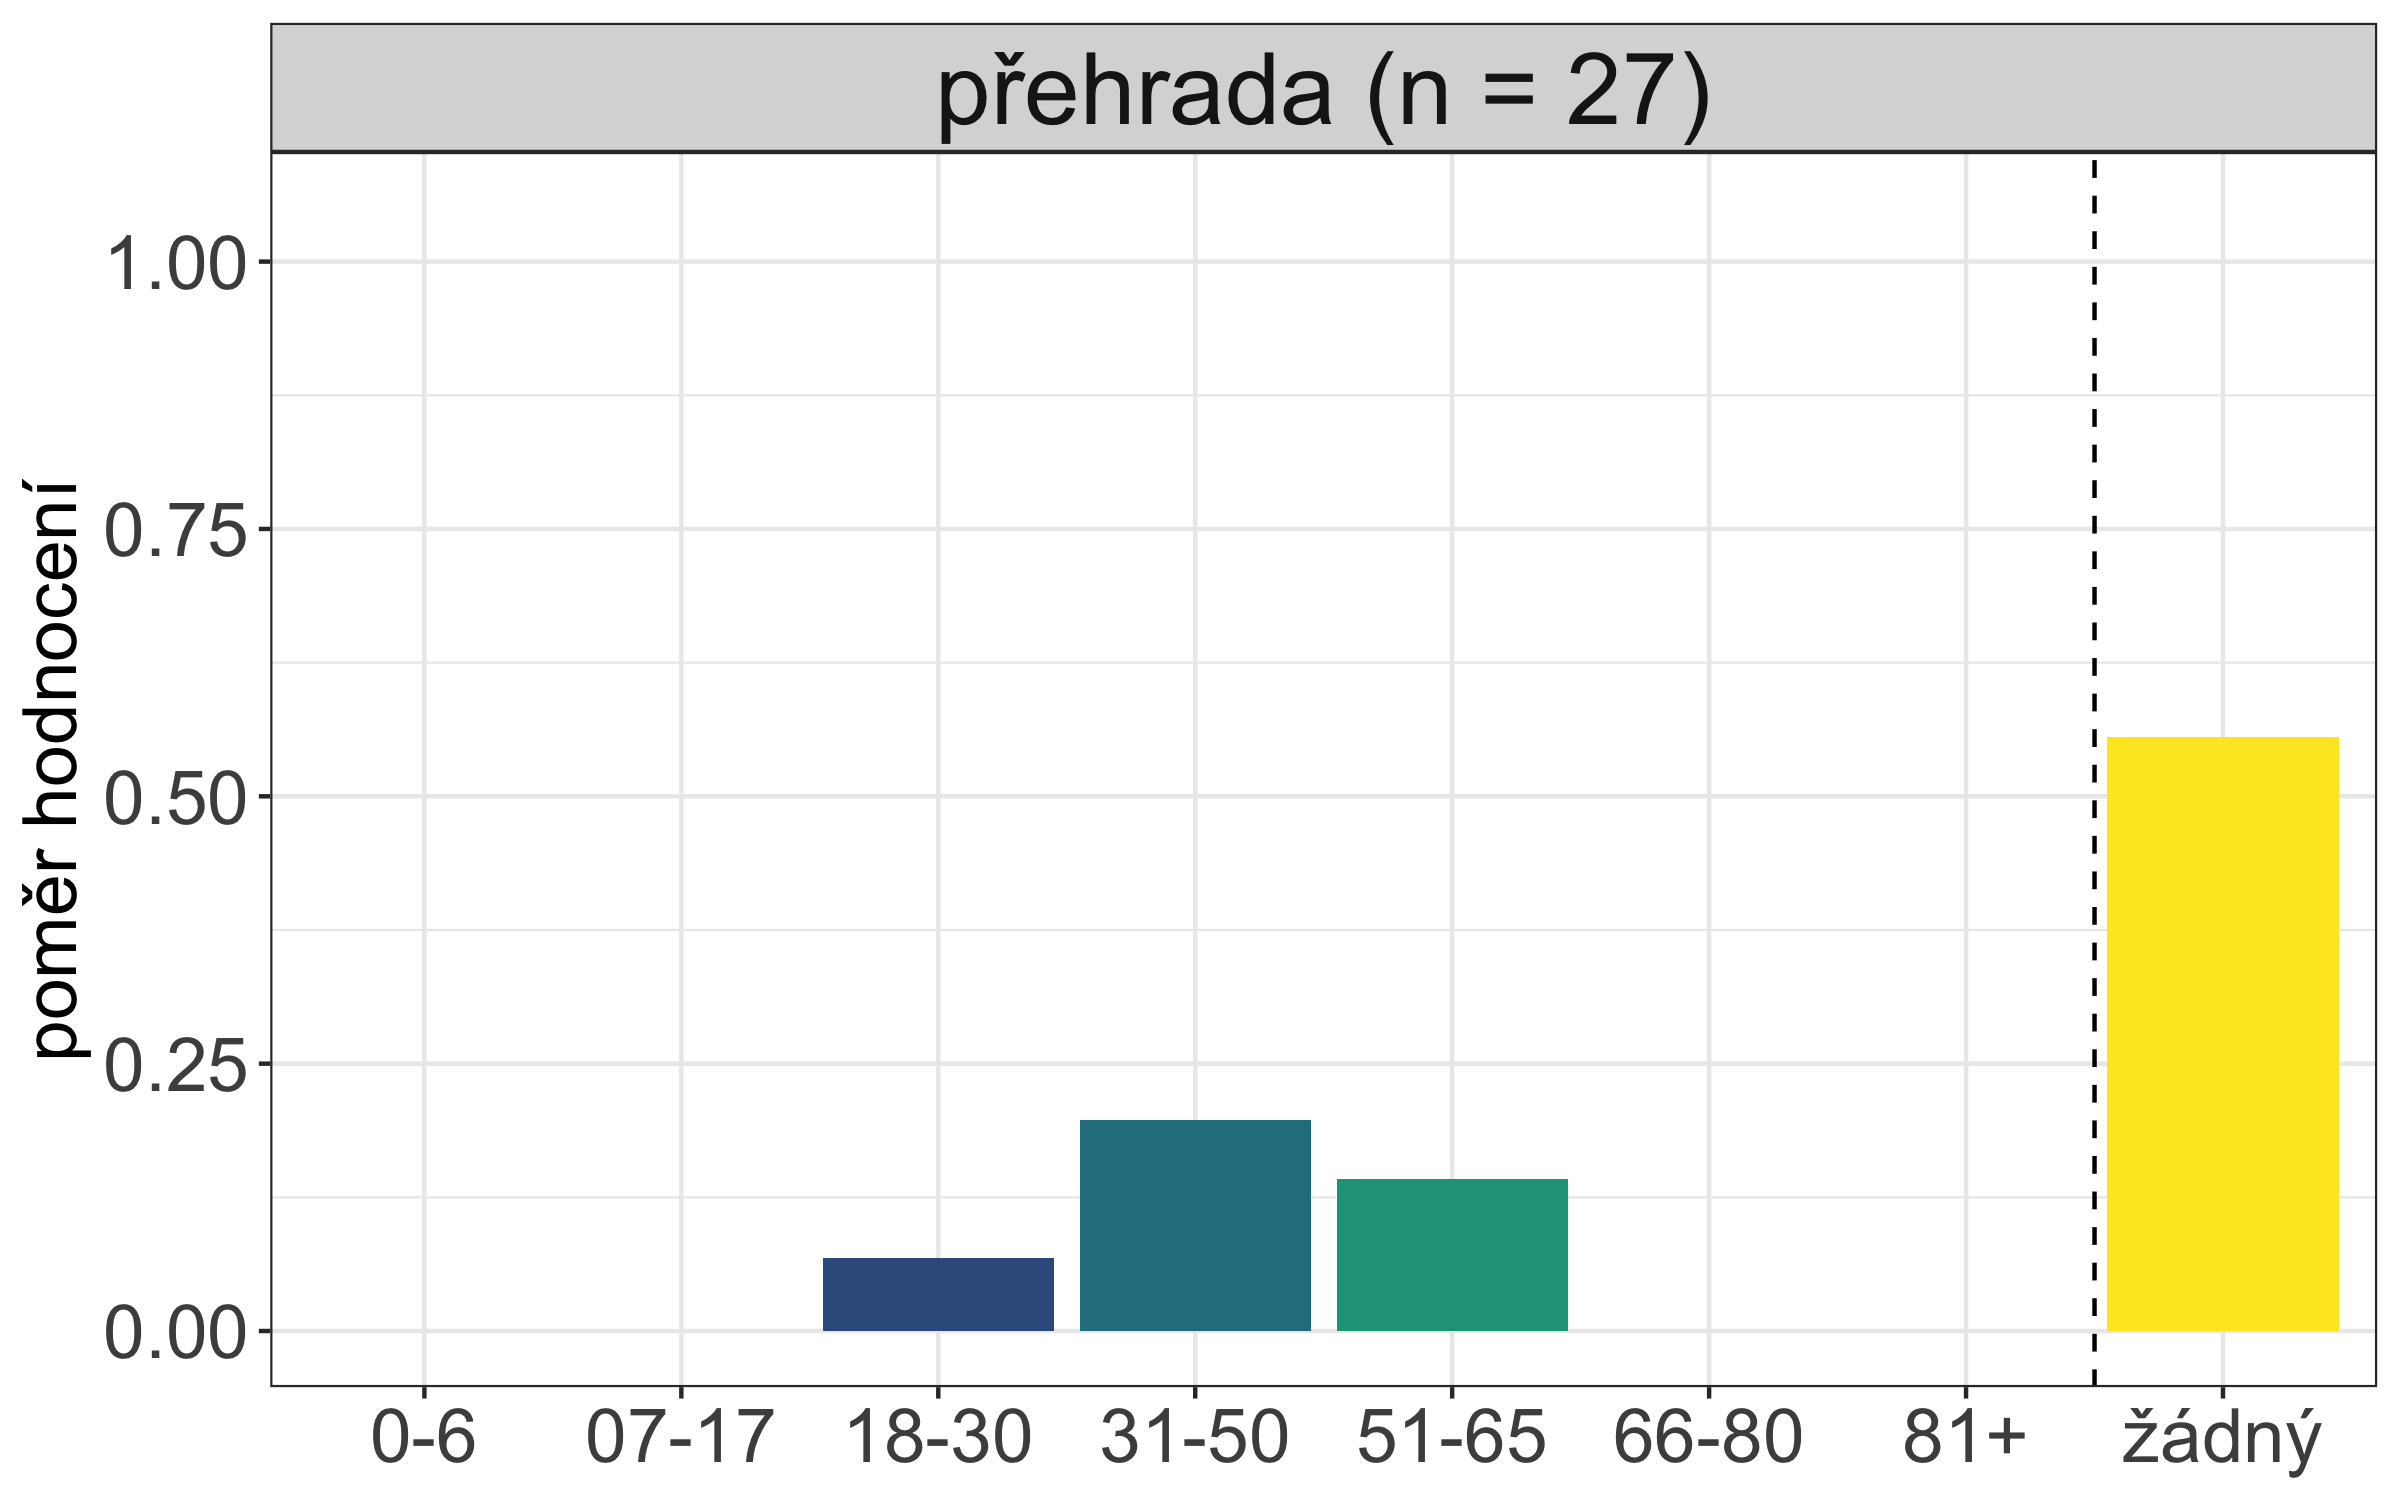 přehrada (n = 27)
poměr hodnocení
1.00
0.75
0.50
0.25
0.00
0-6 07-17 18-30 31-50 51-65 66-80 81+ žádný